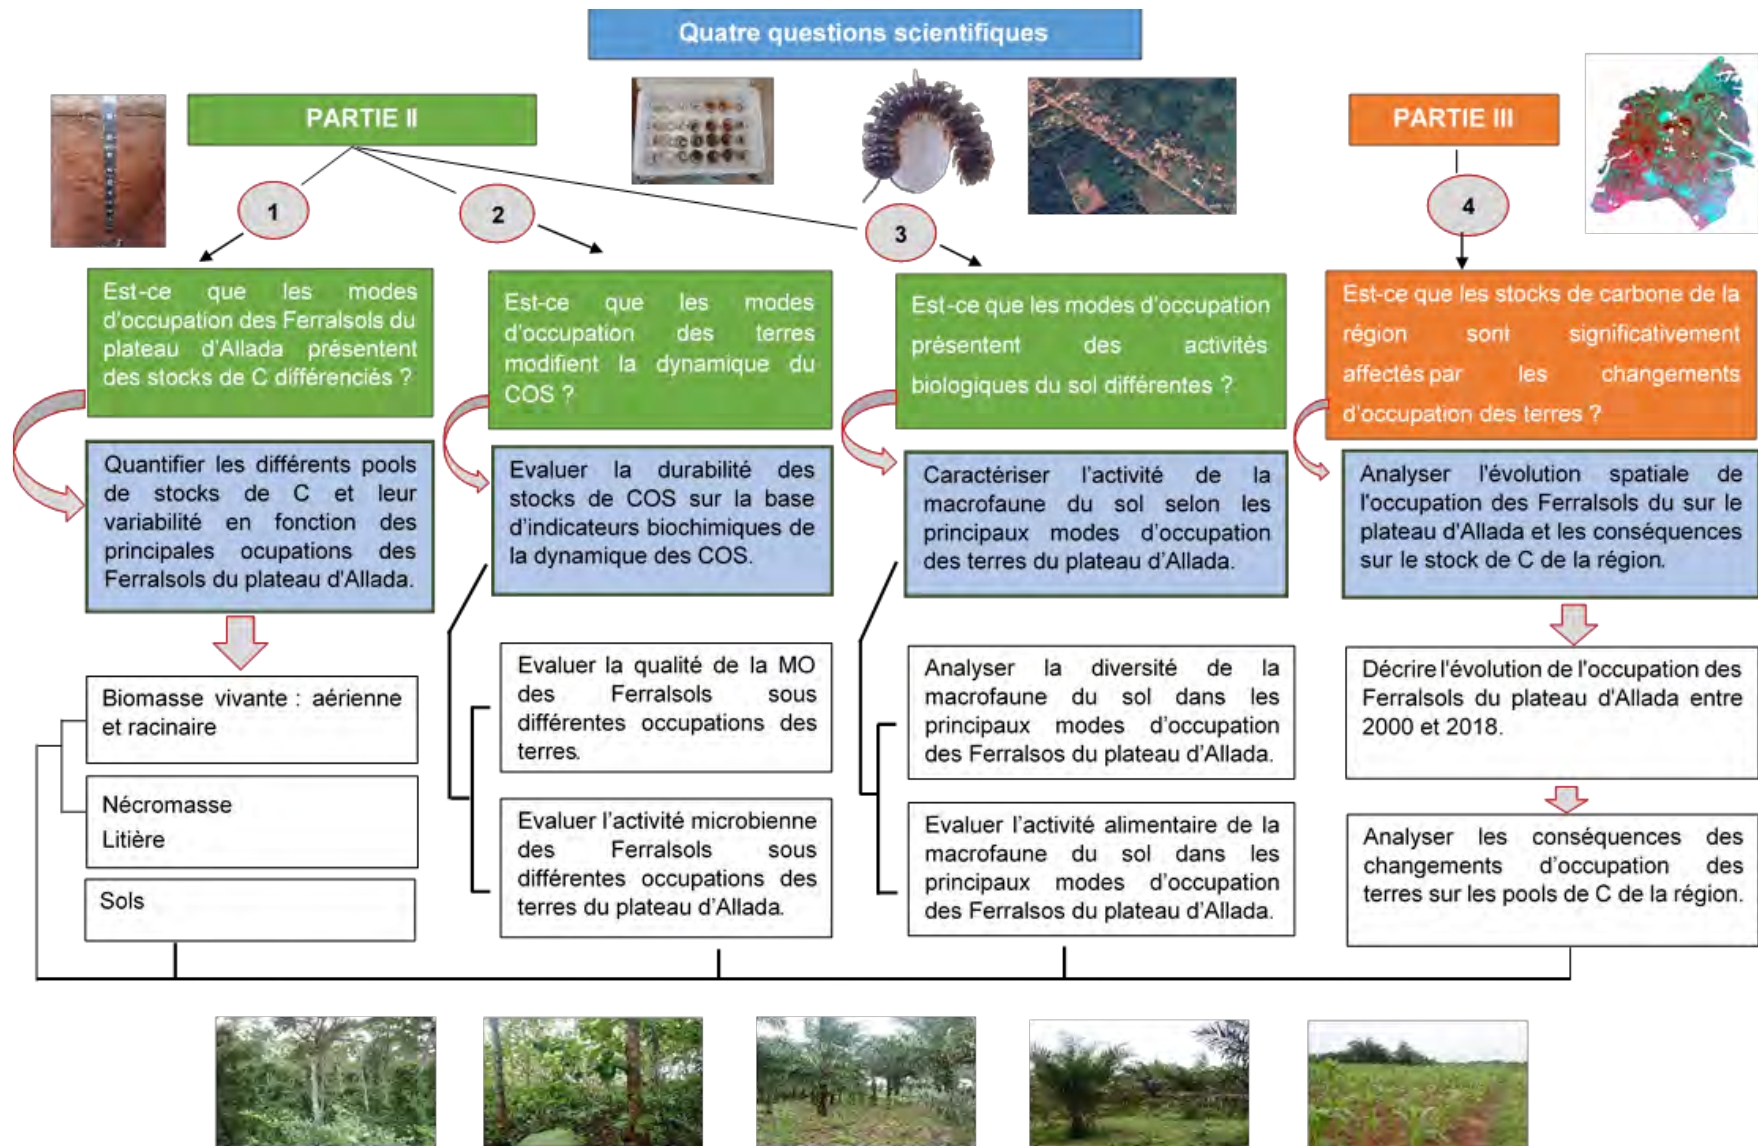 Quatre questions scientifiques
PARTIE II
PARTIE III
1
2
3
4
Est-ce que les modes
d'occupation des Ferralsols du
plateau d'Allada présentent
des stocks de C différenciés ?
Est-ce que les modes
d'occupation des terres
modifient la dynamique du
COS ?
Est-ce que les modes d'occupation
présentent des activités
biologiques du sol différentes ?
Est-ce que les stocks de carbone de la
région sont significativement
affectés par les changements
d'occupation des terres ?
Quantifier les différents pools
de stocks de C et leur
variabilité en fonction des
principales ocupations des
Ferralsols du plateau d'Allada.
Evaluer la durabilité des
stocks de COS sur la base
d'indicateurs biochimiques de
la dynamique des COS.
Caractériser l'activité de la
macrofaune du sol selon les
principaux modes d'occupation
des terres du plateau d'Allada.
Analyser l'évolution spatiale de
l'occupation des Ferralsols du sur le
plateau d'Allada et les conséquences
sur le stock de C de la région.
Biomasse vivante : aérienne
et racinaire
Nécromasse
Litière
Sols
Evaluer la qualité de la MO
des Ferralsols sous
différentes occupations des
terres.
Evaluer l'activité microbienne
des Ferralsols sous
différentes occupations des
terres du plateau d'Allada.
Analyser la diversité de la
macrofaune du sol dans les
principaux modes d'occupation
des Ferralsos du plateau d'Allada.
Evaluer l'activité alimentaire de la
macrofaune du sol dans les
principaux modes d'occupation
des Ferralsos du plateau d'Allada.
Décrire l'évolution de l'occupation des
Ferralsols du plateau d'Allada entre
2000 et 2018.
Analyser les conséquences des
changements d'occupation des
terres sur les pools de C de la région.